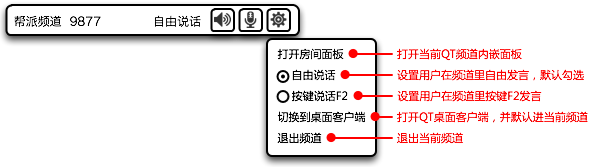 帮派频道 9877 自由说话
打开房间面板 打开当前QT频道内嵌面板
自由说话 设置用户在频道里自由发言，默认勾选
按键说话F2 设置用户在频道里按键F2发言
切换到桌面客户端 打开QT桌面客户端，并默认进当前频道
退出频道 退出当前频道